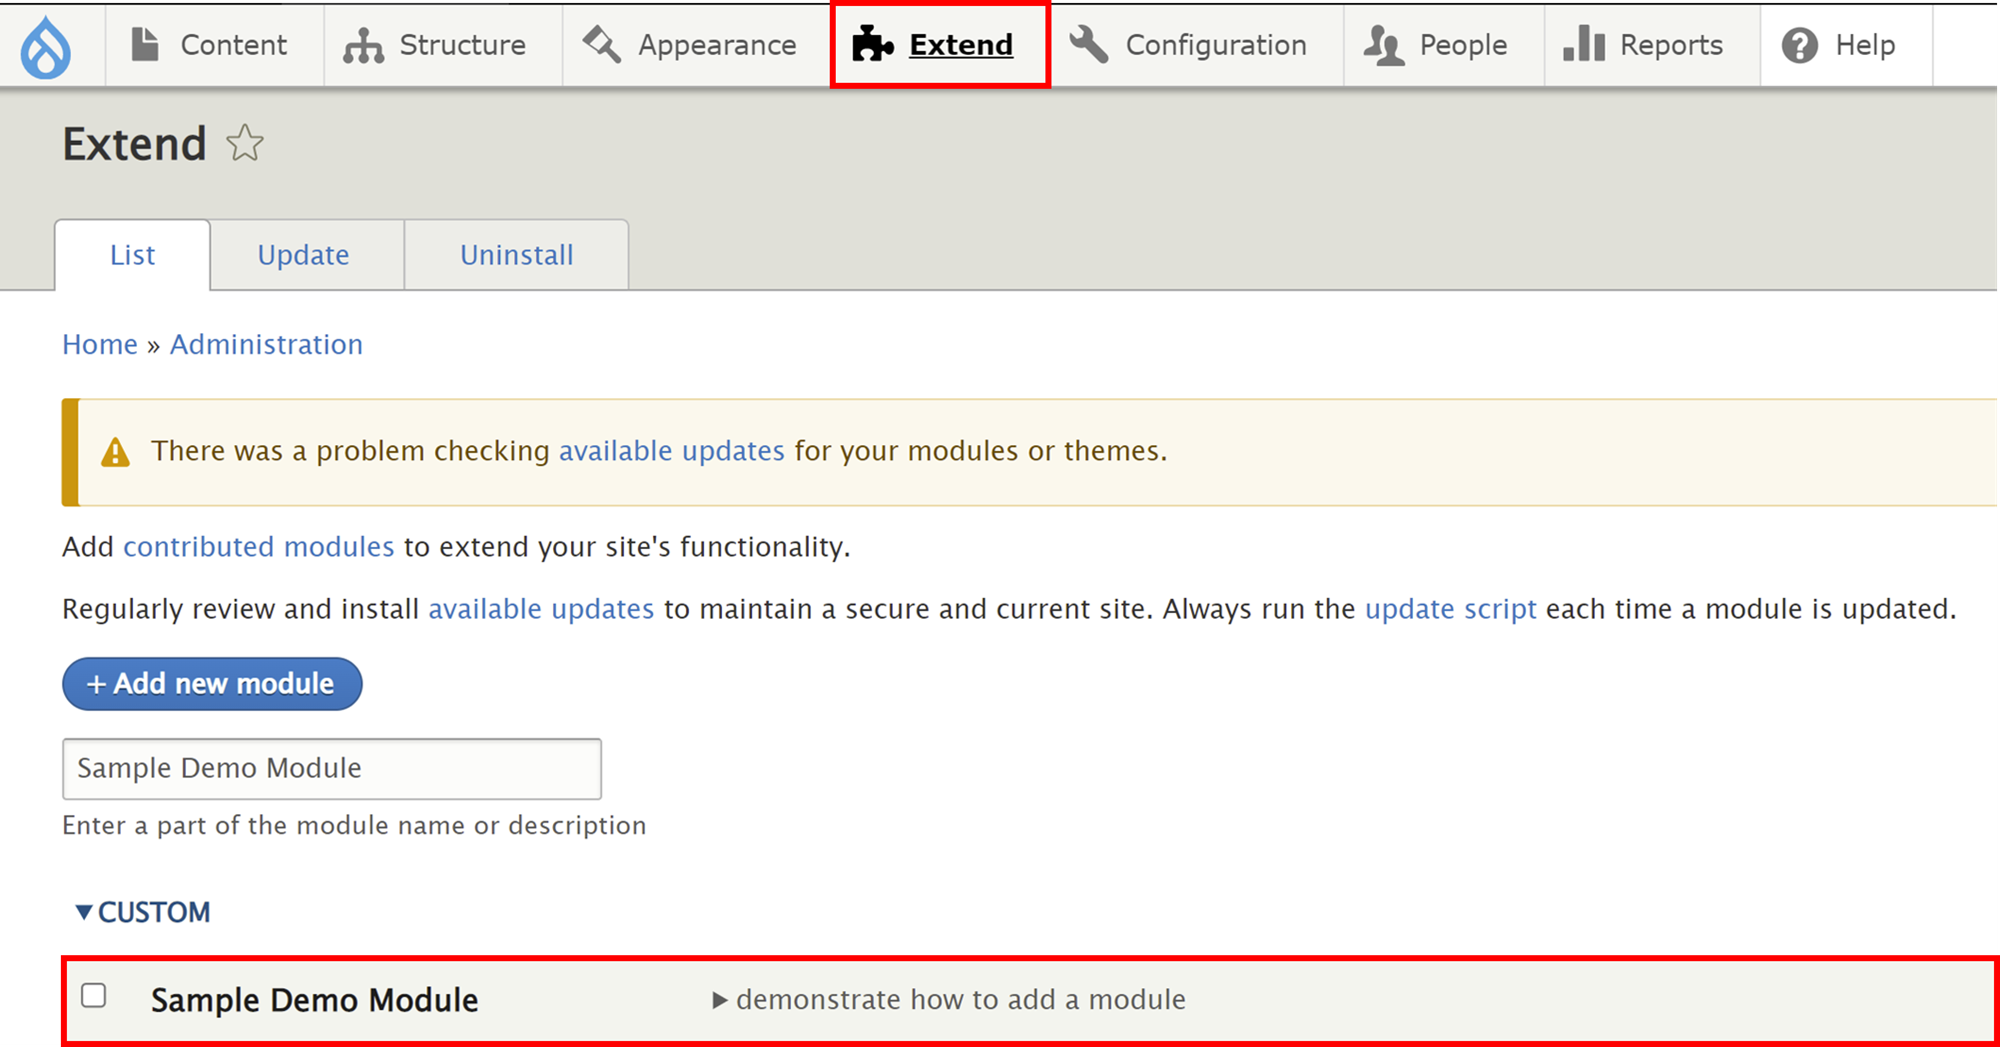 Content Structure Appearance Extend Configuration People Reports Help
Extend
List Update Uninstall
Home » Administration
There was a problem checking available updates for your modules or themes.
Add contributed modules to extend your site's functionality.
Regularly review and install available updates to maintain a secure and current site. Always run the update script each time a module is updated.
+ Add new module
Sample Demo Module
Enter a part of the module name or description
▼CUSTOM
Sample Demo Module ▶ demonstrate how to add a module